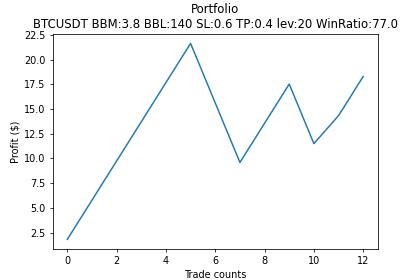 Portfolio
BTCUSDT BBM:3.8 BBL:140 SL:0.6 TP:0.4 lev:20 WinRatio:77.0
22.5
20.0
17.5
15.0
12.5
10.0
7.5
5.0
2.5
Profit ($)
0 2 4 6 8 10 12
Trade counts